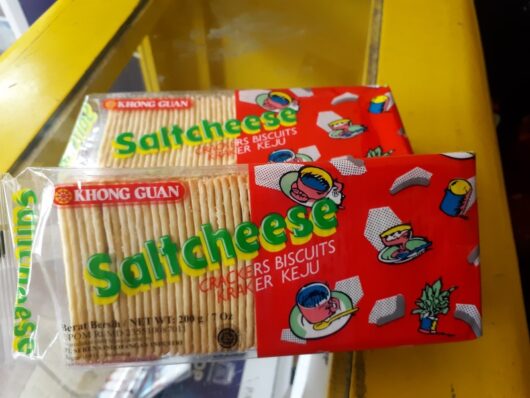 KHONG GUAN
Saltcheese
CRACKERS BISCUITS
KRAKER KEJU
KHONG GUAN
Saltcheese
CRACKERS BISCUITS
KRAKER KEJU
Saltcheese
Berat Bersih / NET WT: 200 g / 7 Oz